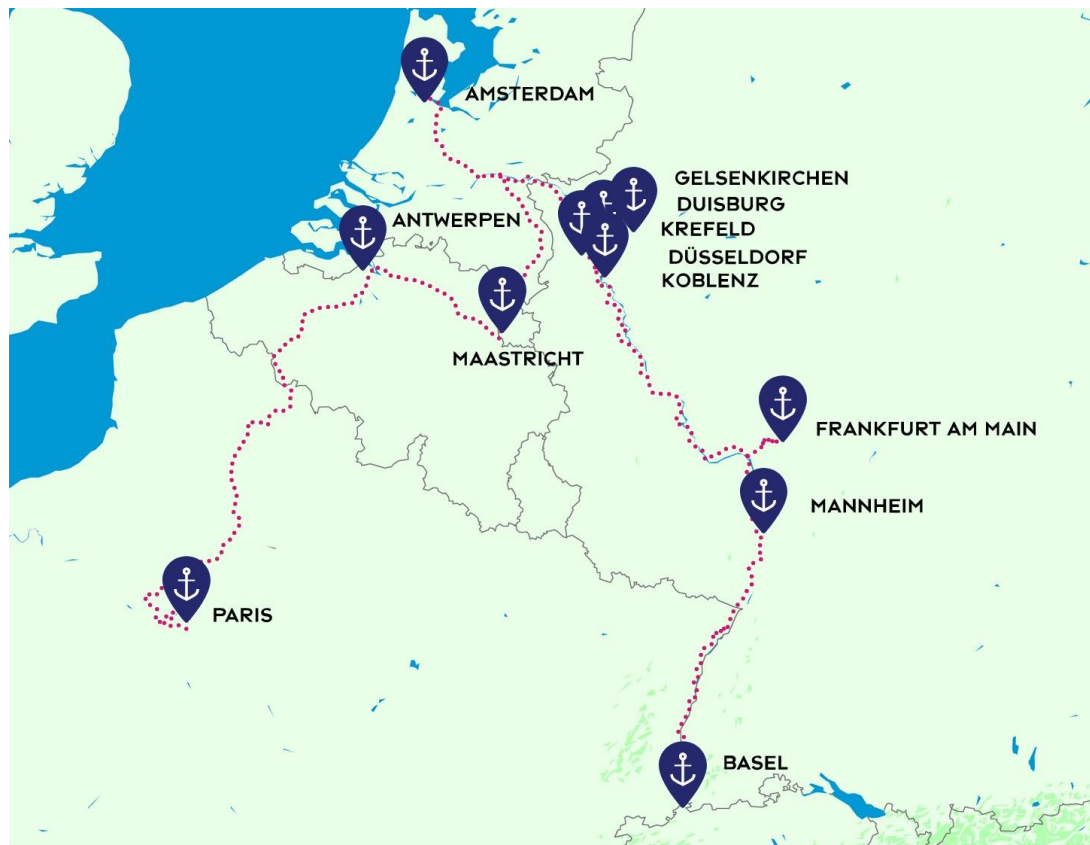 AMSTERDAM
GELSENKIRCHEN
DUISBURG
KREFELD
DÜSSELDORF
KOBLENZ
ANTWERPEN
MAASTRICHT
FRANKFURT AM MAIN
MANNHEIM
PARIS
BASEL